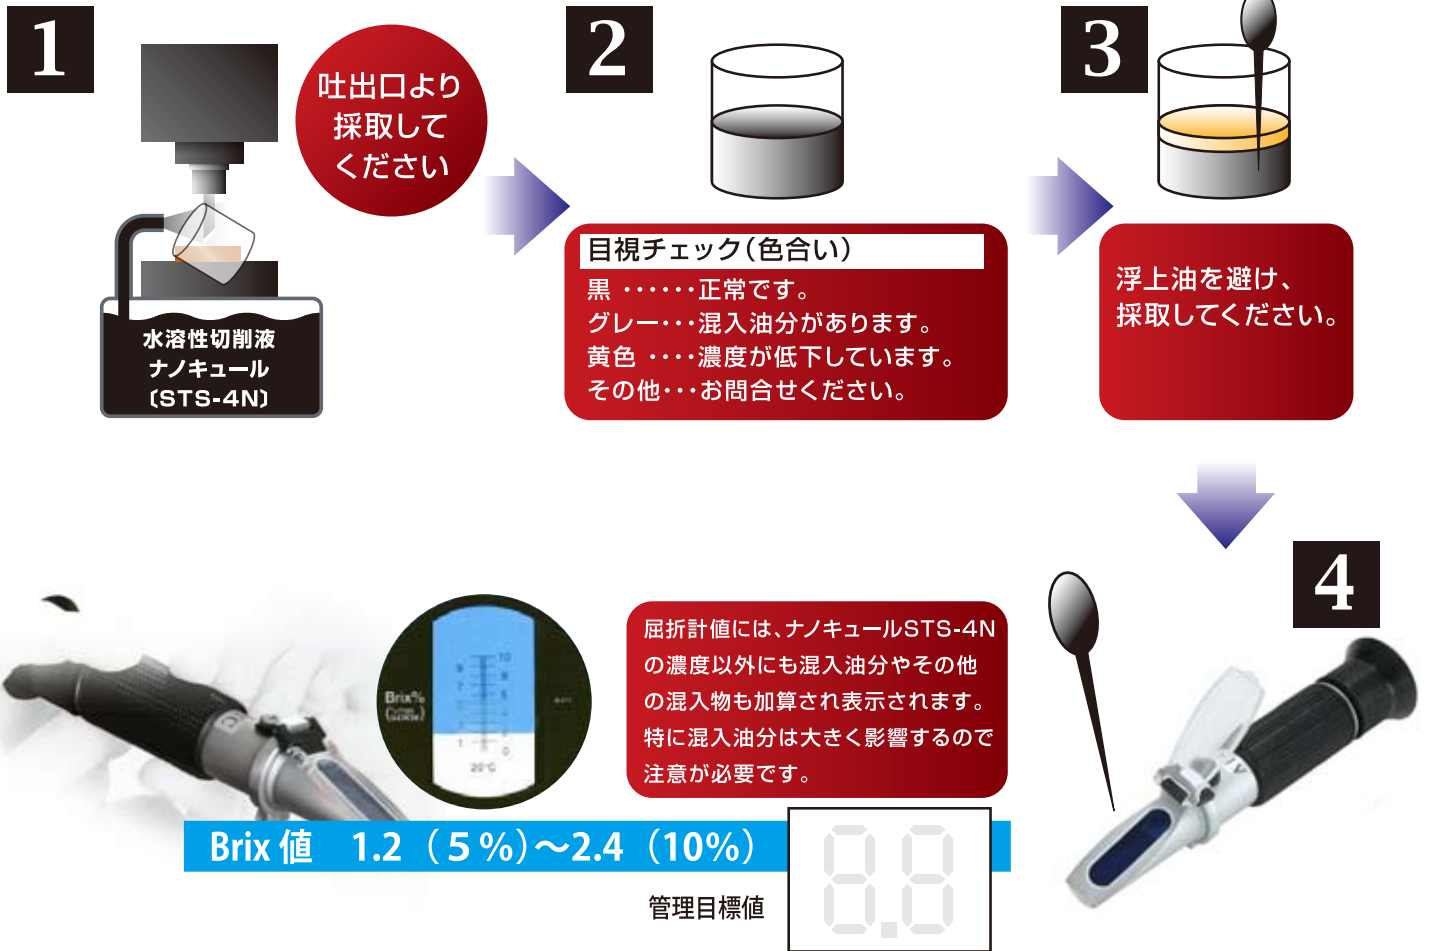 1
吐出口より
採取して
ください
水溶性切削液
ナノキュール
〔STS-4N〕
2
目視チェック（色合い）
黒 ・・・・・・正常です。
グレー・・・混入油分があります。
黄色 ・・・・濃度が低下しています。
その他・・・お問合せください。
3
浮上油を避け、
採取してください。
4
屈折計値には、ナノキュールSTS-4N
の濃度以外にも混入油分やその他
の混入物も加算され表示されます。
特に混入油分は大きく影響するので
注意が必要です。
Brix%
10
20°C
Brix 値 1.2（5%）～2.4（10%）
管理目標値
8.8